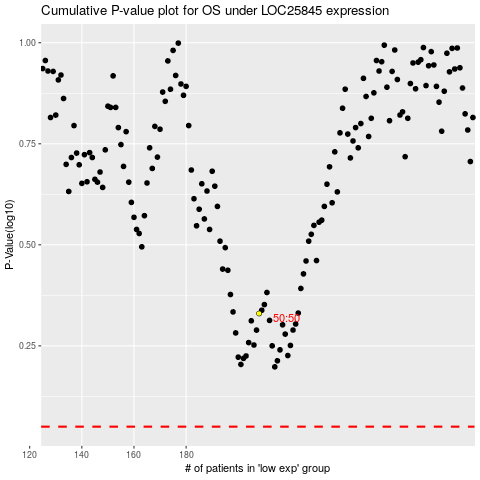 Cumulative P-value plot for OS under LOC25845 expression
P-Value(log10)
1.00
0.75
0.50
0.25
50:50
120 140 160 180
# of patients in 'low exp' group